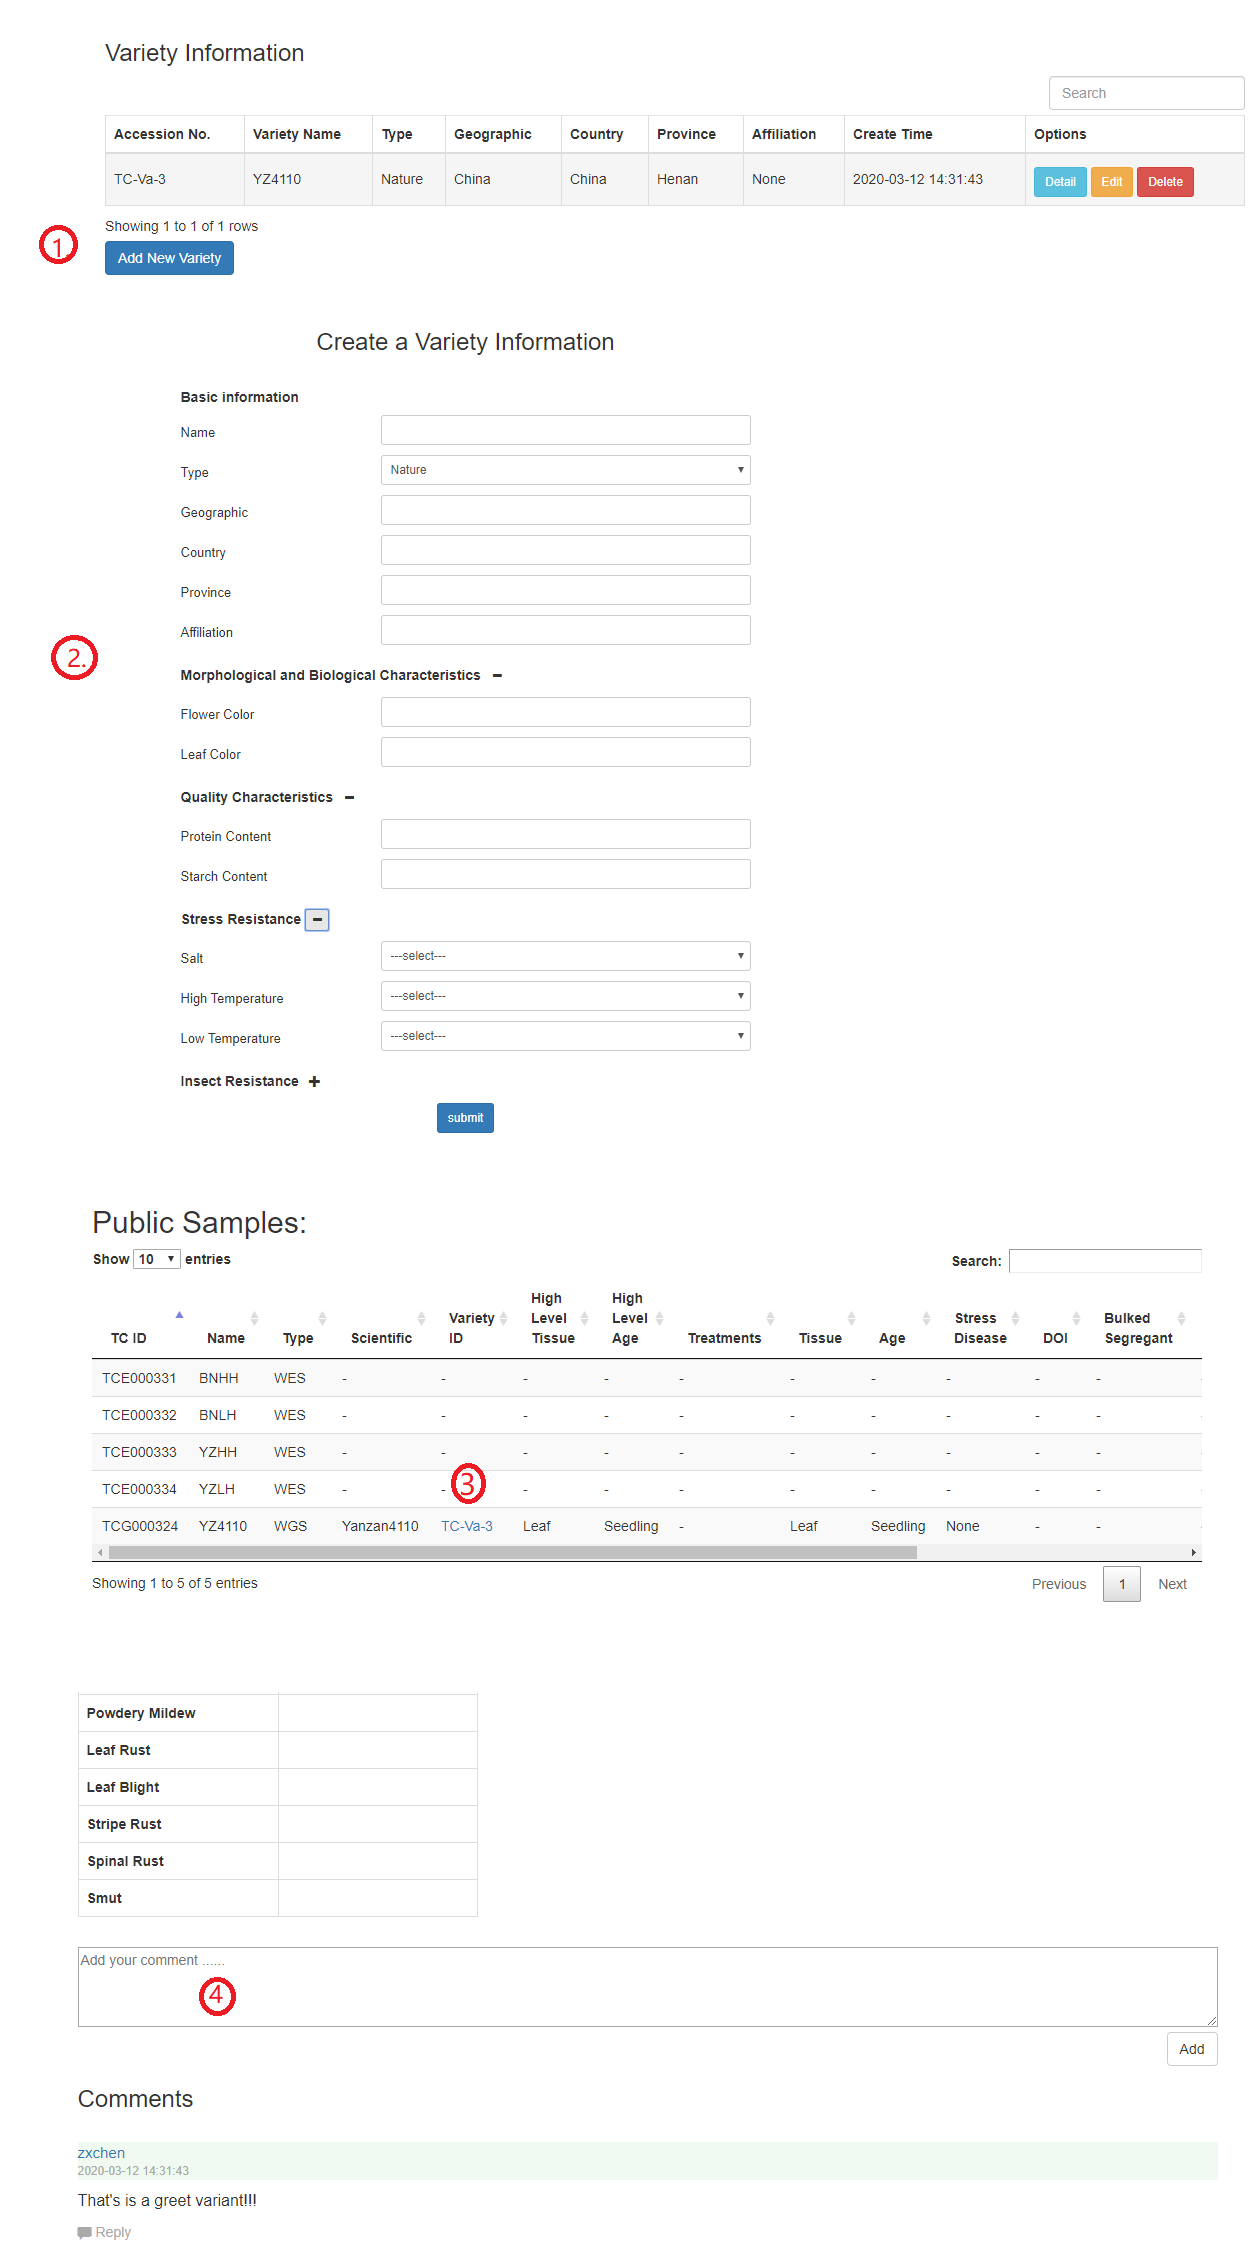 Variety Information
Search
Accession No. Variety Name Type Geographic Country Province Affiliation Create Time Options
TC-Va-3 YZ4110 Nature China China Henan None 2020-03-12 14:31:43 Detail Edit Delete
Showing 1 to 1 of 1 rows
1.
Add New Variety
Create a Variety Information
Basic information
Name
Type Nature
Geographic
Country
Province
Affiliation
2.
Morphological and Biological Characteristics −
Flower Color
Leaf Color
Quality Characteristics −
Protein Content
Starch Content
Stress Resistance −
Salt ---select---
High Temperature ---select---
Low Temperature ---select---
Insect Resistance +
submit
Public Samples:
Show 10 entries Search:
TC ID Name Type Scientific Variety ID High Level Tissue High Level Age Treatments Tissue Age Stress Disease DOI Bulked Segregant
TCE000331 BNHH WES - - - - - - - - - -
TCE000332 BNLH WES - - - - - - - - - -
TCE000333 YZHH WES - - - - - - - - - -
3
TCE000334 YZLH WES - - - - - - - - - -
TCG000324 YZ4110 WGS Yanzan4110 TC-Va-3 Leaf Seedling - Leaf Seedling None - -
Showing 1 to 5 of 5 entries Previous 1 Next
Powdery Mildew
Leaf Rust
Leaf Blight
Stripe Rust
Spinal Rust
Smut
Add your comment ......
4
Add
Comments
zxchen
2020-03-12 14:31:43
That's is a greet variant!!!
Reply